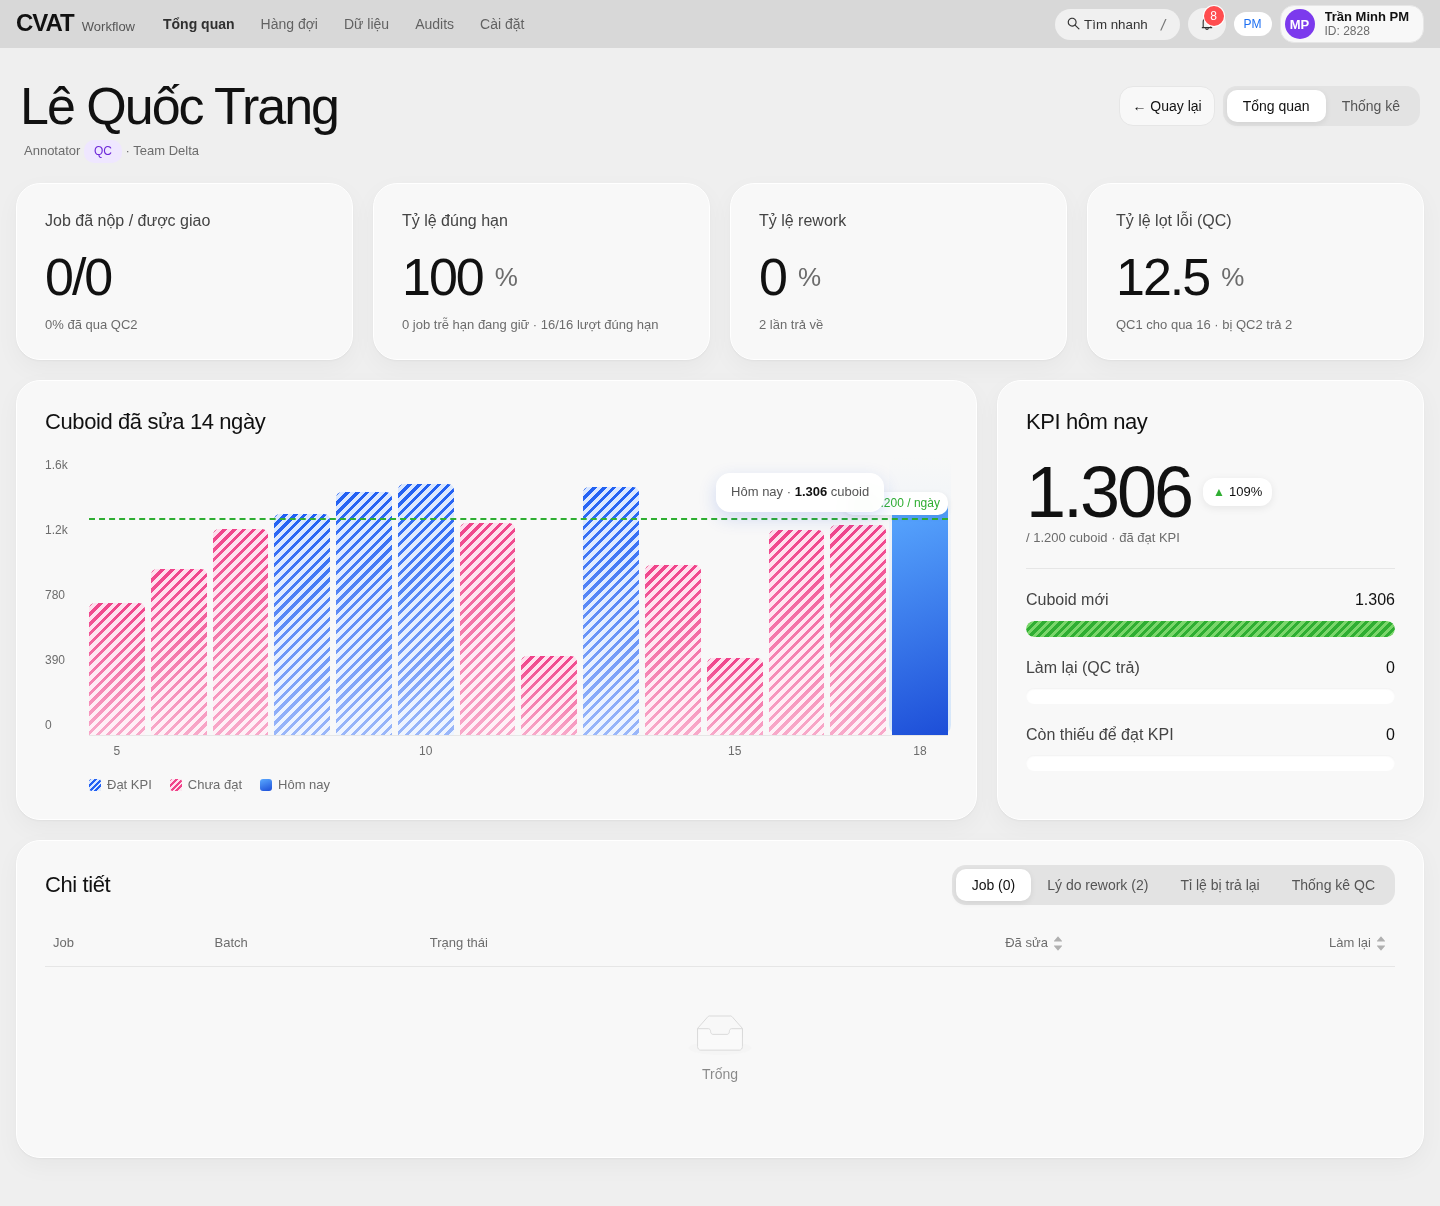 CVAT Workflow Tổng quan Hàng đợi Dữ liệu Audits Cài đặt Tìm nhanh / 8 PM MP Trần Minh PM
ID: 2828
Lê Quốc Trang
← Quay lại Tổng quan Thống kê
Annotator QC · Team Delta
Job đã nộp / được giao
0/0
0% đã qua QC2
Tỷ lệ đúng hạn
100 %
0 job trễ hạn đang giữ · 16/16 lượt đúng hạn
Tỷ lệ rework
0 %
2 lần trả về
Tỷ lệ lọt lỗi (QC)
12.5 %
QC1 cho qua 16 · bị QC2 trả 2
Cuboid đã sửa 14 ngày
1.6k
1.2k
780
390
0
Hôm nay · 1.306 cuboid
.200 / ngày
5 10 15 18
Đạt KPI Chưa đạt Hôm nay
KPI hôm nay
1.306 ▲ 109%
/ 1.200 cuboid · đã đạt KPI
Cuboid mới 1.306
Làm lại (QC trả) 0
Còn thiếu để đạt KPI 0
Chi tiết
Job (0) Lý do rework (2) Tỉ lệ bị trả lại Thống kê QC
Job Batch Trạng thái Đã sửa Làm lại
Trống